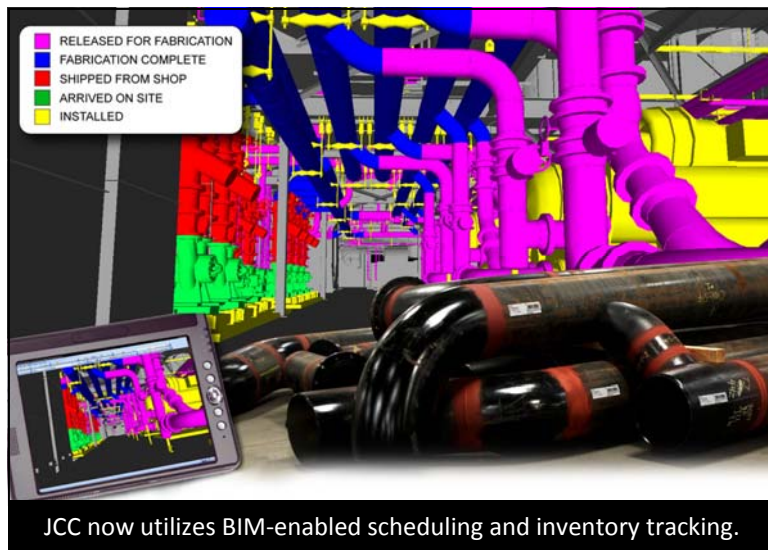 RELEASED FOR FABRICATION
FABRICATION COMPLETE
SHIPPED FROM SHOP
ARRIVED ON SITE
INSTALLED
JCC now utilizes BIM-enabled scheduling and inventory tracking.